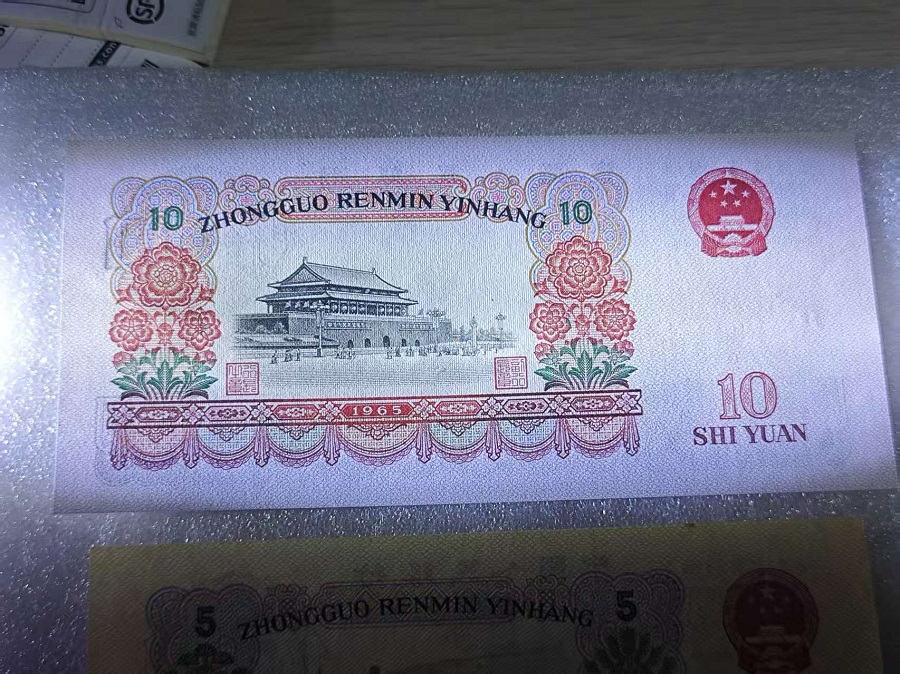 10 ZHONGGUO RENMIN YINHANG 10
1965
10
SHI YUAN
5 ZHONGGUO RENMIN YINHANG 5